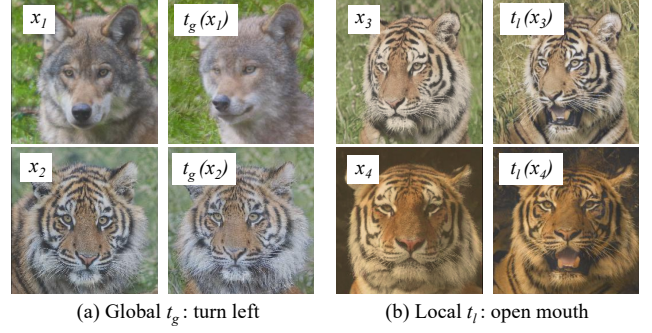 x1 tg(x1) x3 tl(x3)
x2 tg(x2) x4 tl(x4)
(a) Global tg: turn left (b) Local tl: open mouth